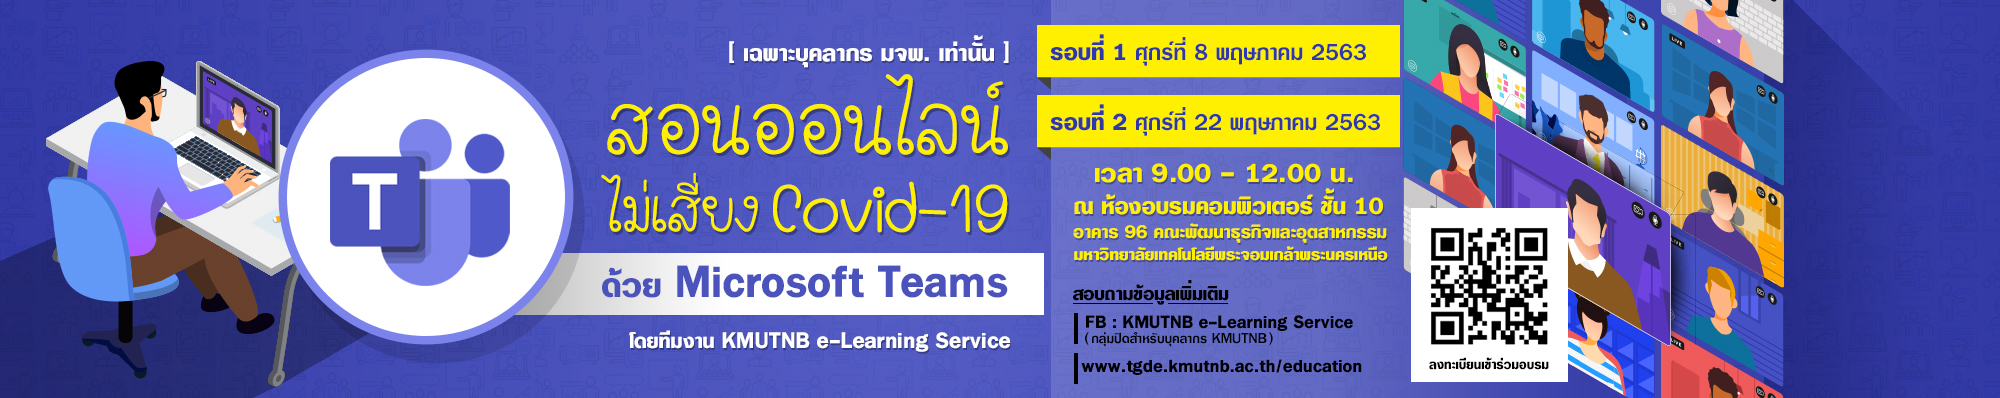 [ เฉพาะบุคลากร มจพ. เท่านั้น ]
สอนออนไลน์
ไม่เสี่ยง Covid-19
ด้วย Microsoft Teams
โดยทีมงาน KMUTNB e-Learning Service
T
รอบที่ 1 ศุกร์ที่ 8 พฤษภาคม 2563
รอบที่ 2 ศุกร์ที่ 22 พฤษภาคม 2563
เวลา 9.00 - 12.00 น.
ณ ห้องอบรมคอมพิวเตอร์ ชั้น 10
อาคาร 96 คณะพัฒนาธุรกิจและอุตสาหกรรม
มหาวิทยาลัยเทคโนโลยีพระจอมเกล้าพระนครเหนือ
สอบถามข้อมูลเพิ่มเติม
FB : KMUTNB e-Learning Service
(กลุ่มปิดสำหรับบุคลากร KMUTNB)
www.tgde.kmutnb.ac.th/education
ลงทะเบียนเข้าร่วมอบรม
LIVE
LIVE
LIVE
LIVE